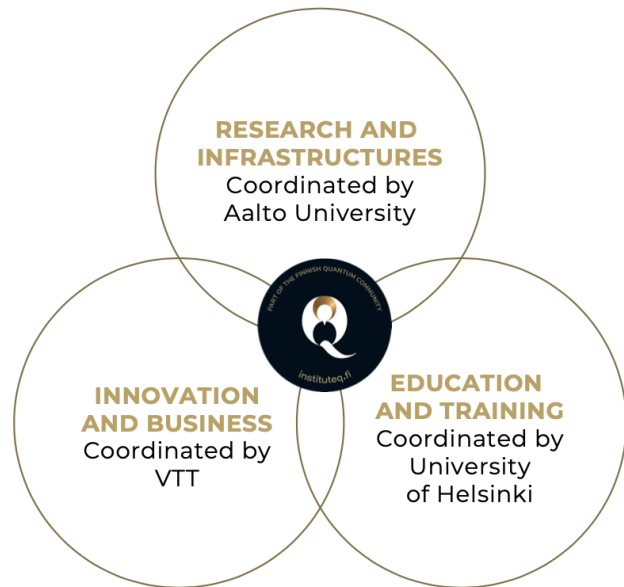 RESEARCH AND
INFRASTRUCTURES
Coordinated by
Aalto University
PART OF THE FINNISH QUANTUM COMMUNITY
instituteq.fi
INNOVATION
AND BUSINESS
Coordinated by
VTT
EDUCATION
AND TRAINING
Coordinated by
University
of Helsinki